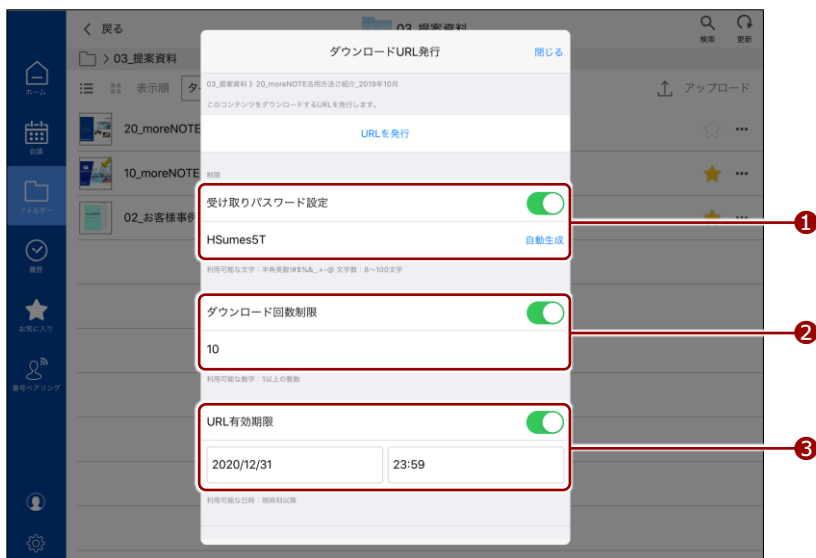 戻る
03_提案資料
検索
更新
03_提案資料
表示順
アップロード
ホーム
会議
フォルダー
履歴
お気に入り
番号ペアリング
20_moreNOTE
10_moreNOTE
02_お客様事例
ダウンロードURL発行
閉じる
03_提案資料 》 20_moreNOTE活用方法ご紹介_2019年10月
このコンテンツをダウンロードするURLを発行します。
URLを発行
制限
受け取りパスワード設定
HSumes5T
自動生成
利用可能な文字：半角英数!#$%&_.+-@ 文字数：8〜100文字
ダウンロード回数制限
10
利用可能な数字：1以上の整数
URL有効期限
2020/12/31
23:59
利用可能な日時：現時刻以降
1
2
3